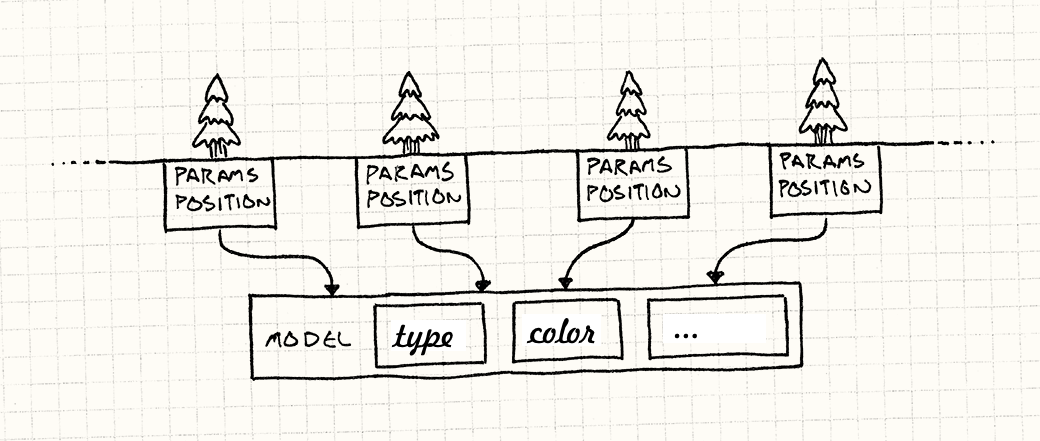 PARAMS
POSITION
PARAMS
POSITION
PARAMS
POSITION
PARAMS
POSITION
MODEL
type
color
...